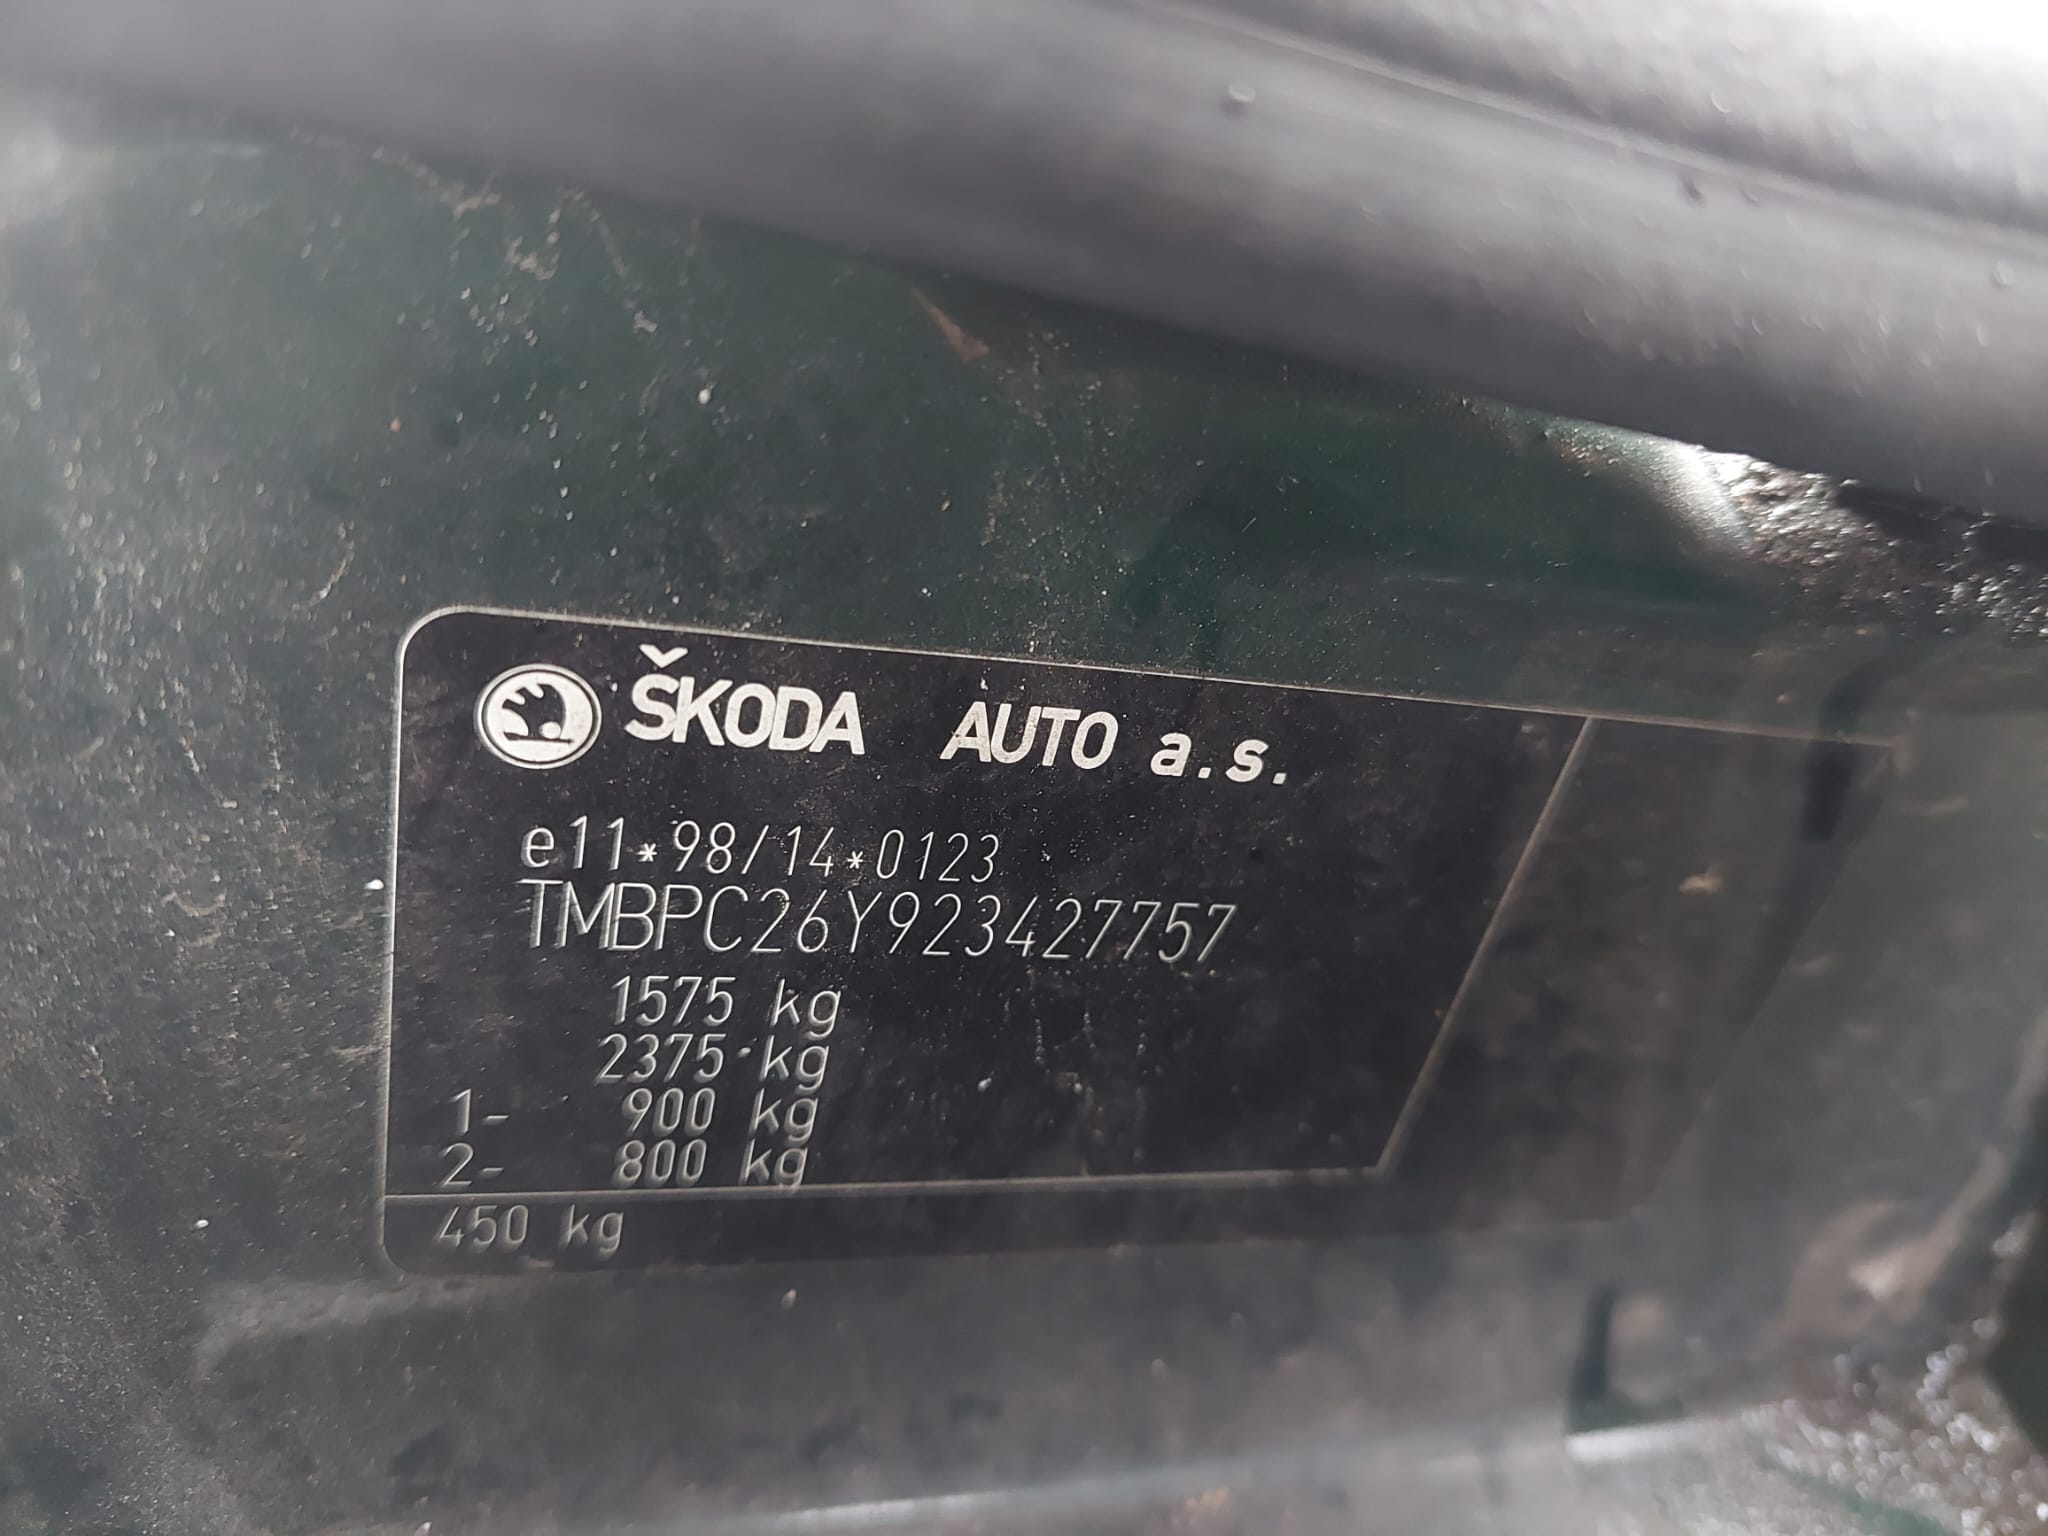 ŠKODA AUTO a.s.
e11*98/14*0123
TMBPC26Y923427757
1575 kg
2375 kg
1- 900 kg
2- 800 kg
450 kg